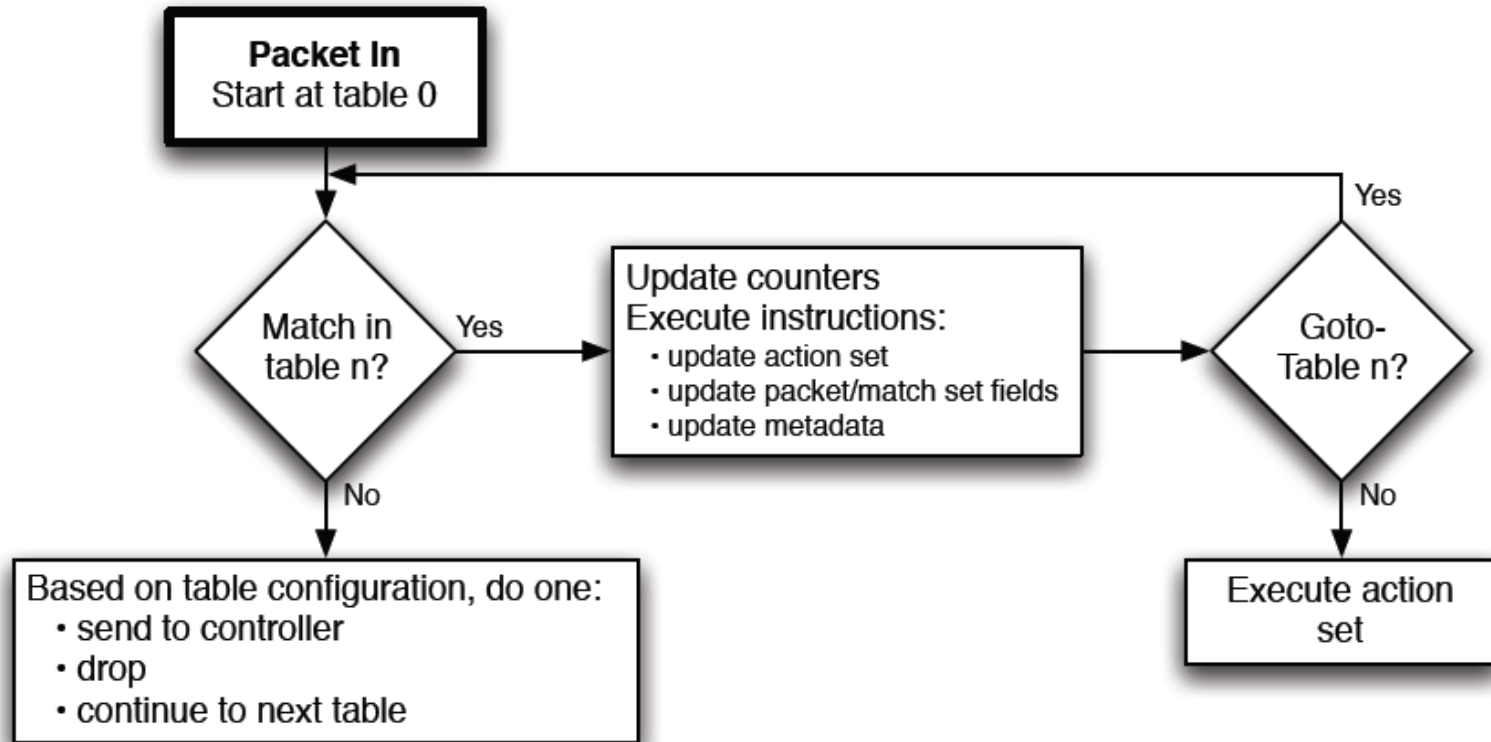 Packet In
Start at table 0
Yes
Match in
table n?
Yes
Update counters
Execute instructions:
• update action set
• update packet/match set fields
• update metadata
Goto-
Table n?
No
No
Based on table configuration, do one:
• send to controller
• drop
• continue to next table
Execute action
set